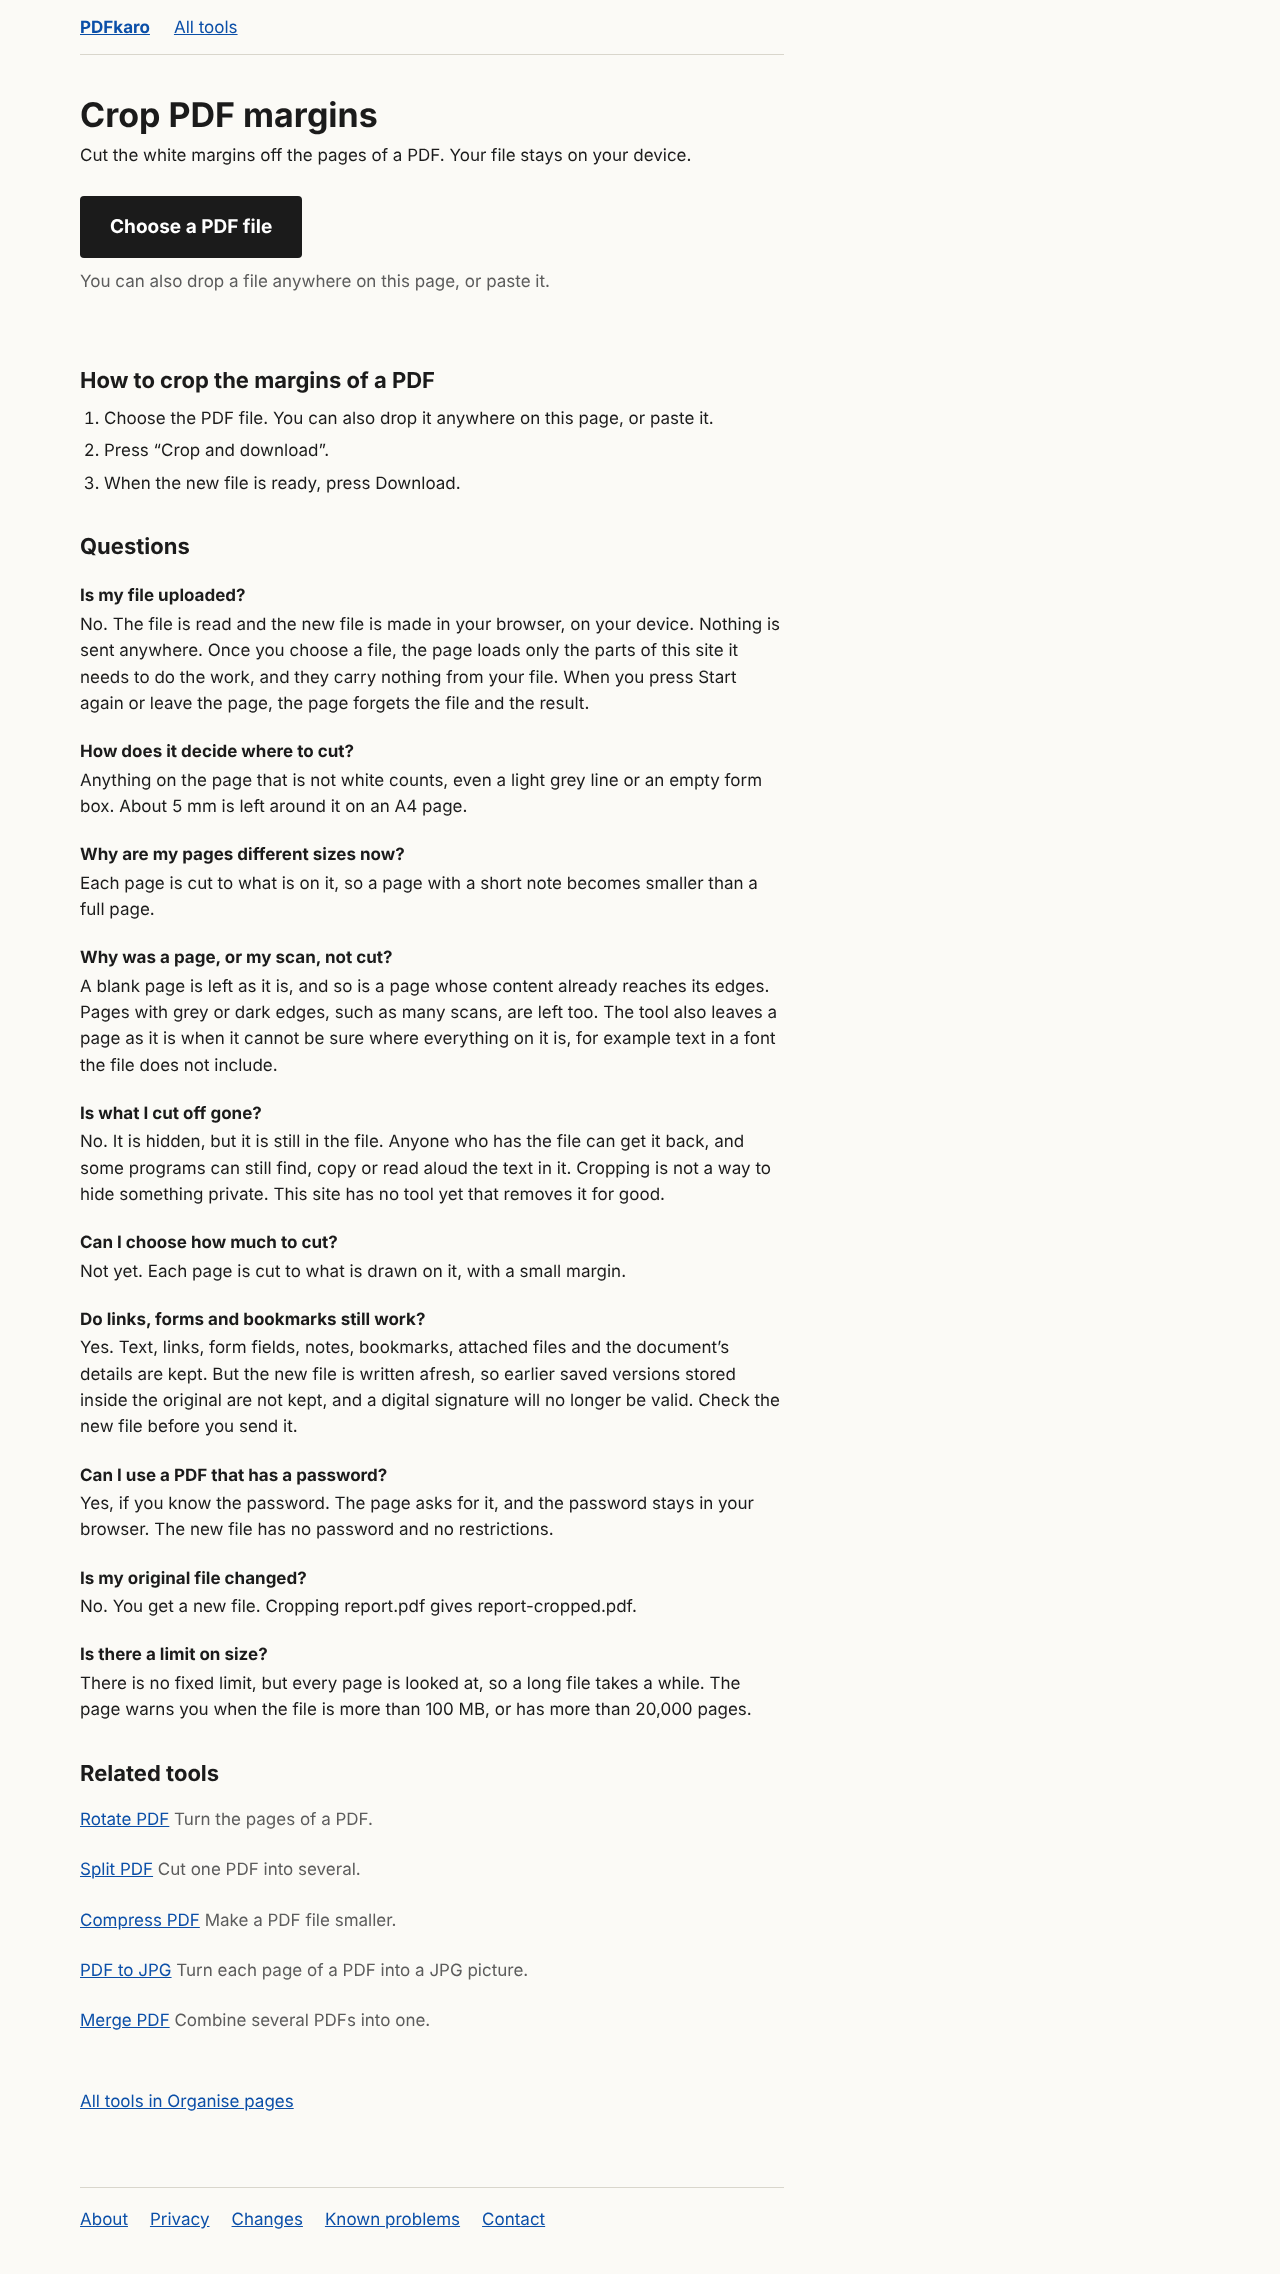 PDFkaro All tools
Crop PDF margins
Cut the white margins off the pages of a PDF. Your file stays on your device.
Choose a PDF file
You can also drop a file anywhere on this page, or paste it.
How to crop the margins of a PDF
1. Choose the PDF file. You can also drop it anywhere on this page, or paste it.
2. Press “Crop and download”.
3. When the new file is ready, press Download.
Questions
Is my file uploaded?
No. The file is read and the new file is made in your browser, on your device. Nothing is
sent anywhere. Once you choose a file, the page loads only the parts of this site it
needs to do the work, and they carry nothing from your file. When you press Start
again or leave the page, the page forgets the file and the result.
How does it decide where to cut?
Anything on the page that is not white counts, even a light grey line or an empty form
box. About 5 mm is left around it on an A4 page.
Why are my pages different sizes now?
Each page is cut to what is on it, so a page with a short note becomes smaller than a
full page.
Why was a page, or my scan, not cut?
A blank page is left as it is, and so is a page whose content already reaches its edges.
Pages with grey or dark edges, such as many scans, are left too. The tool also leaves a
page as it is when it cannot be sure where everything on it is, for example text in a font
the file does not include.
Is what I cut off gone?
No. It is hidden, but it is still in the file. Anyone who has the file can get it back, and
some programs can still find, copy or read aloud the text in it. Cropping is not a way to
hide something private. This site has no tool yet that removes it for good.
Can I choose how much to cut?
Not yet. Each page is cut to what is drawn on it, with a small margin.
Do links, forms and bookmarks still work?
Yes. Text, links, form fields, notes, bookmarks, attached files and the document’s
details are kept. But the new file is written afresh, so earlier saved versions stored
inside the original are not kept, and a digital signature will no longer be valid. Check the
new file before you send it.
Can I use a PDF that has a password?
Yes, if you know the password. The page asks for it, and the password stays in your
browser. The new file has no password and no restrictions.
Is my original file changed?
No. You get a new file. Cropping report.pdf gives report-cropped.pdf.
Is there a limit on size?
There is no fixed limit, but every page is looked at, so a long file takes a while. The
page warns you when the file is more than 100 MB, or has more than 20,000 pages.
Related tools
Rotate PDF Turn the pages of a PDF.
Split PDF Cut one PDF into several.
Compress PDF Make a PDF file smaller.
PDF to JPG Turn each page of a PDF into a JPG picture.
Merge PDF Combine several PDFs into one.
All tools in Organise pages
About Privacy Changes Known problems Contact